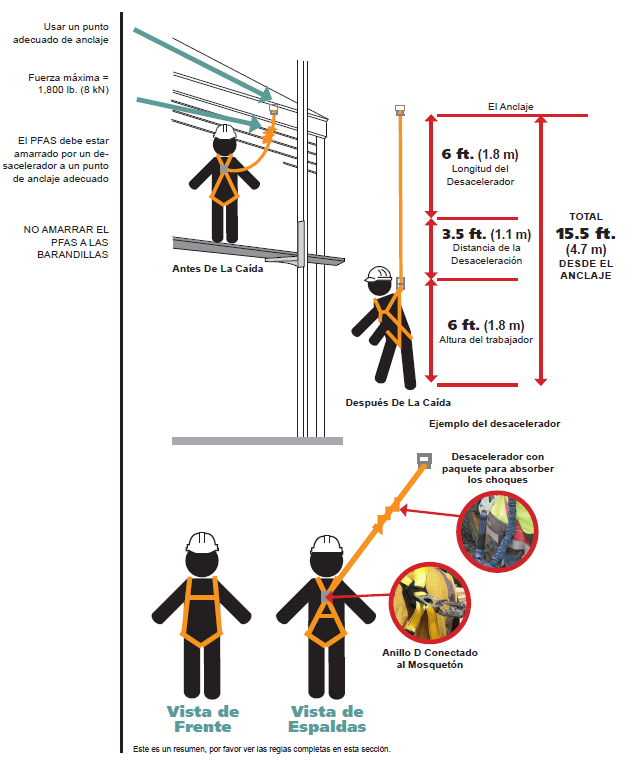 Usar un punto
adecuado de anclaje
Fuerza máxima =
1,800 lb. (8 kN)
El PFAS debe estar
amarrado por un de-
sacelerador a un punto
de anclaje adecuado
NO AMARRAR EL
PFAS A LAS
BARANDILLAS
Antes De La Caída
El Anclaje
6 ft. (1.8 m)
Longitud del
Desacelerador
3.5 ft. (1.1 m)
Distancia de la
Desaceleración
6 ft. (1.8 m)
Altura del trabajador
TOTAL
15.5 ft.
(4.7 m)
DESDE EL
ANCLAJE
Después De La Caída
Ejemplo del desacelerador
Desacelerador con
paquete para absorber
los choques
Anillo D Conectado
al Mosquetón
Vista de
Frente
Vista de
Espaldas
Este es un resumen, por favor ver las reglas completas en esta sección.